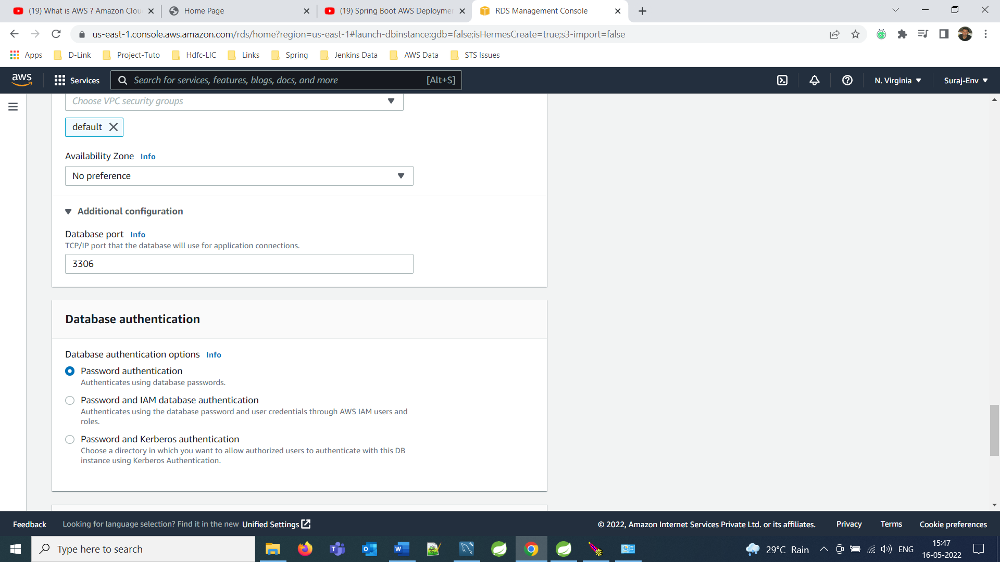 (19) What is AWS ? Amazon Clou
Home Page
(19) Spring Boot AWS Deployme
RDS Management Console
us-east-1.console.aws.amazon.com/rds/home?region=us-east-1#launch-dbinstance:gdb=false;isHermesCreate=true;s3-import=false
Apps
D-Link
Project-Tuto
Hdfc-LIC
Links
Spring
Jenkins Data
AWS Data
STS Issues
aws
Services
Search for services, features, blogs, docs, and more
[Alt+S]
N. Virginia
Suraj-Env
Choose VPC security groups
default
Availability Zone Info
No preference
Additional configuration
Database port Info
TCP/IP port that the database will use for application connections.
3306
Database authentication
Database authentication options Info
Password authentication
Authenticates using database passwords.
Password and IAM database authentication
Authenticates using the database password and user credentials through AWS IAM users and
roles.
Password and Kerberos authentication
Choose a directory in which you want to allow authorized users to authenticate with this DB
instance using Kerberos Authentication.
Feedback
Looking for language selection? Find it in the new Unified Settings
© 2022, Amazon Internet Services Private Ltd. or its affiliates.
Privacy
Terms
Cookie preferences
Type here to search
29°C Rain
ENG
15:47
16-05-2022